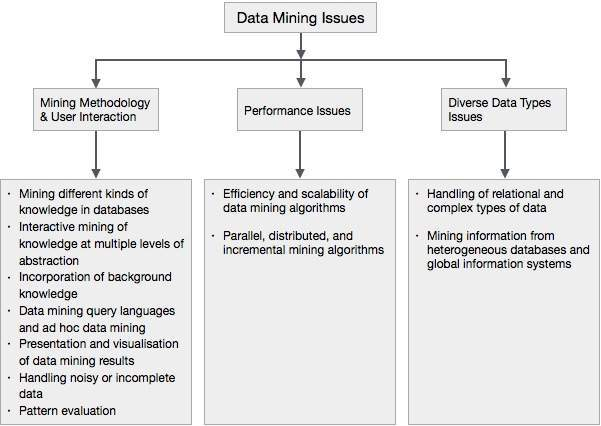 Data Mining Issues
Mining Methodology
& User Interaction
Performance Issues
Diverse Data Types
Issues
· Mining different kinds of
knowledge in databases
· Interactive mining of
knowledge at multiple levels of
abstraction
· Incorporation of background
knowledge
· Data mining query languages
and ad hoc data mining
· Presentation and visualisation
of data mining results
· Handling noisy or incomplete
data
· Pattern evaluation
· Efficiency and scalability of
data mining algorithms
· Parallel, distributed, and
incremental mining algorithms
· Handling of relational and
complex types of data
· Mining information from
heterogeneous databases and
global information systems